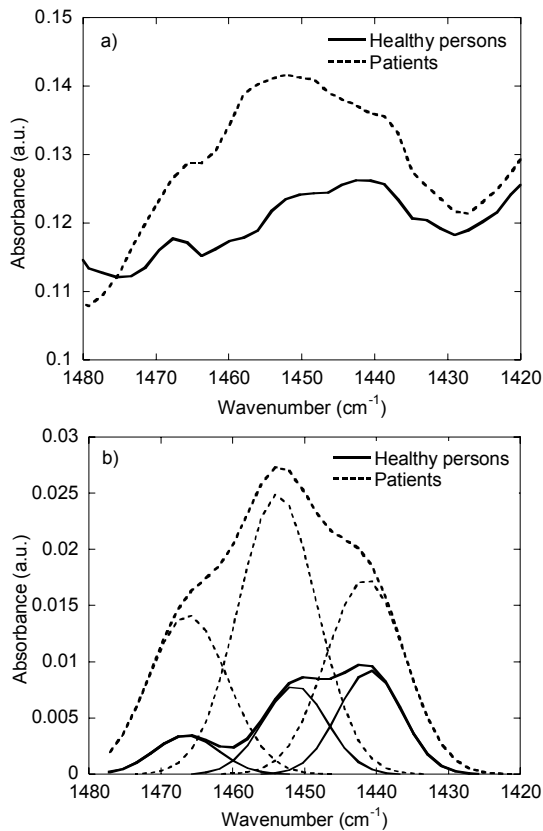 a)
Healthy persons
Patients
0.15
0.14
0.13
0.12
0.11
0.1
Absorbance (a.u.)
1480 1470 1460 1450 1440 1430 1420
Wavenumber (cm⁻¹)
b)
Healthy persons
Patients
0.03
0.025
0.02
0.015
0.01
0.005
0
Absorbance (a.u.)
1480 1470 1460 1450 1440 1430 1420
Wavenumber (cm⁻¹)